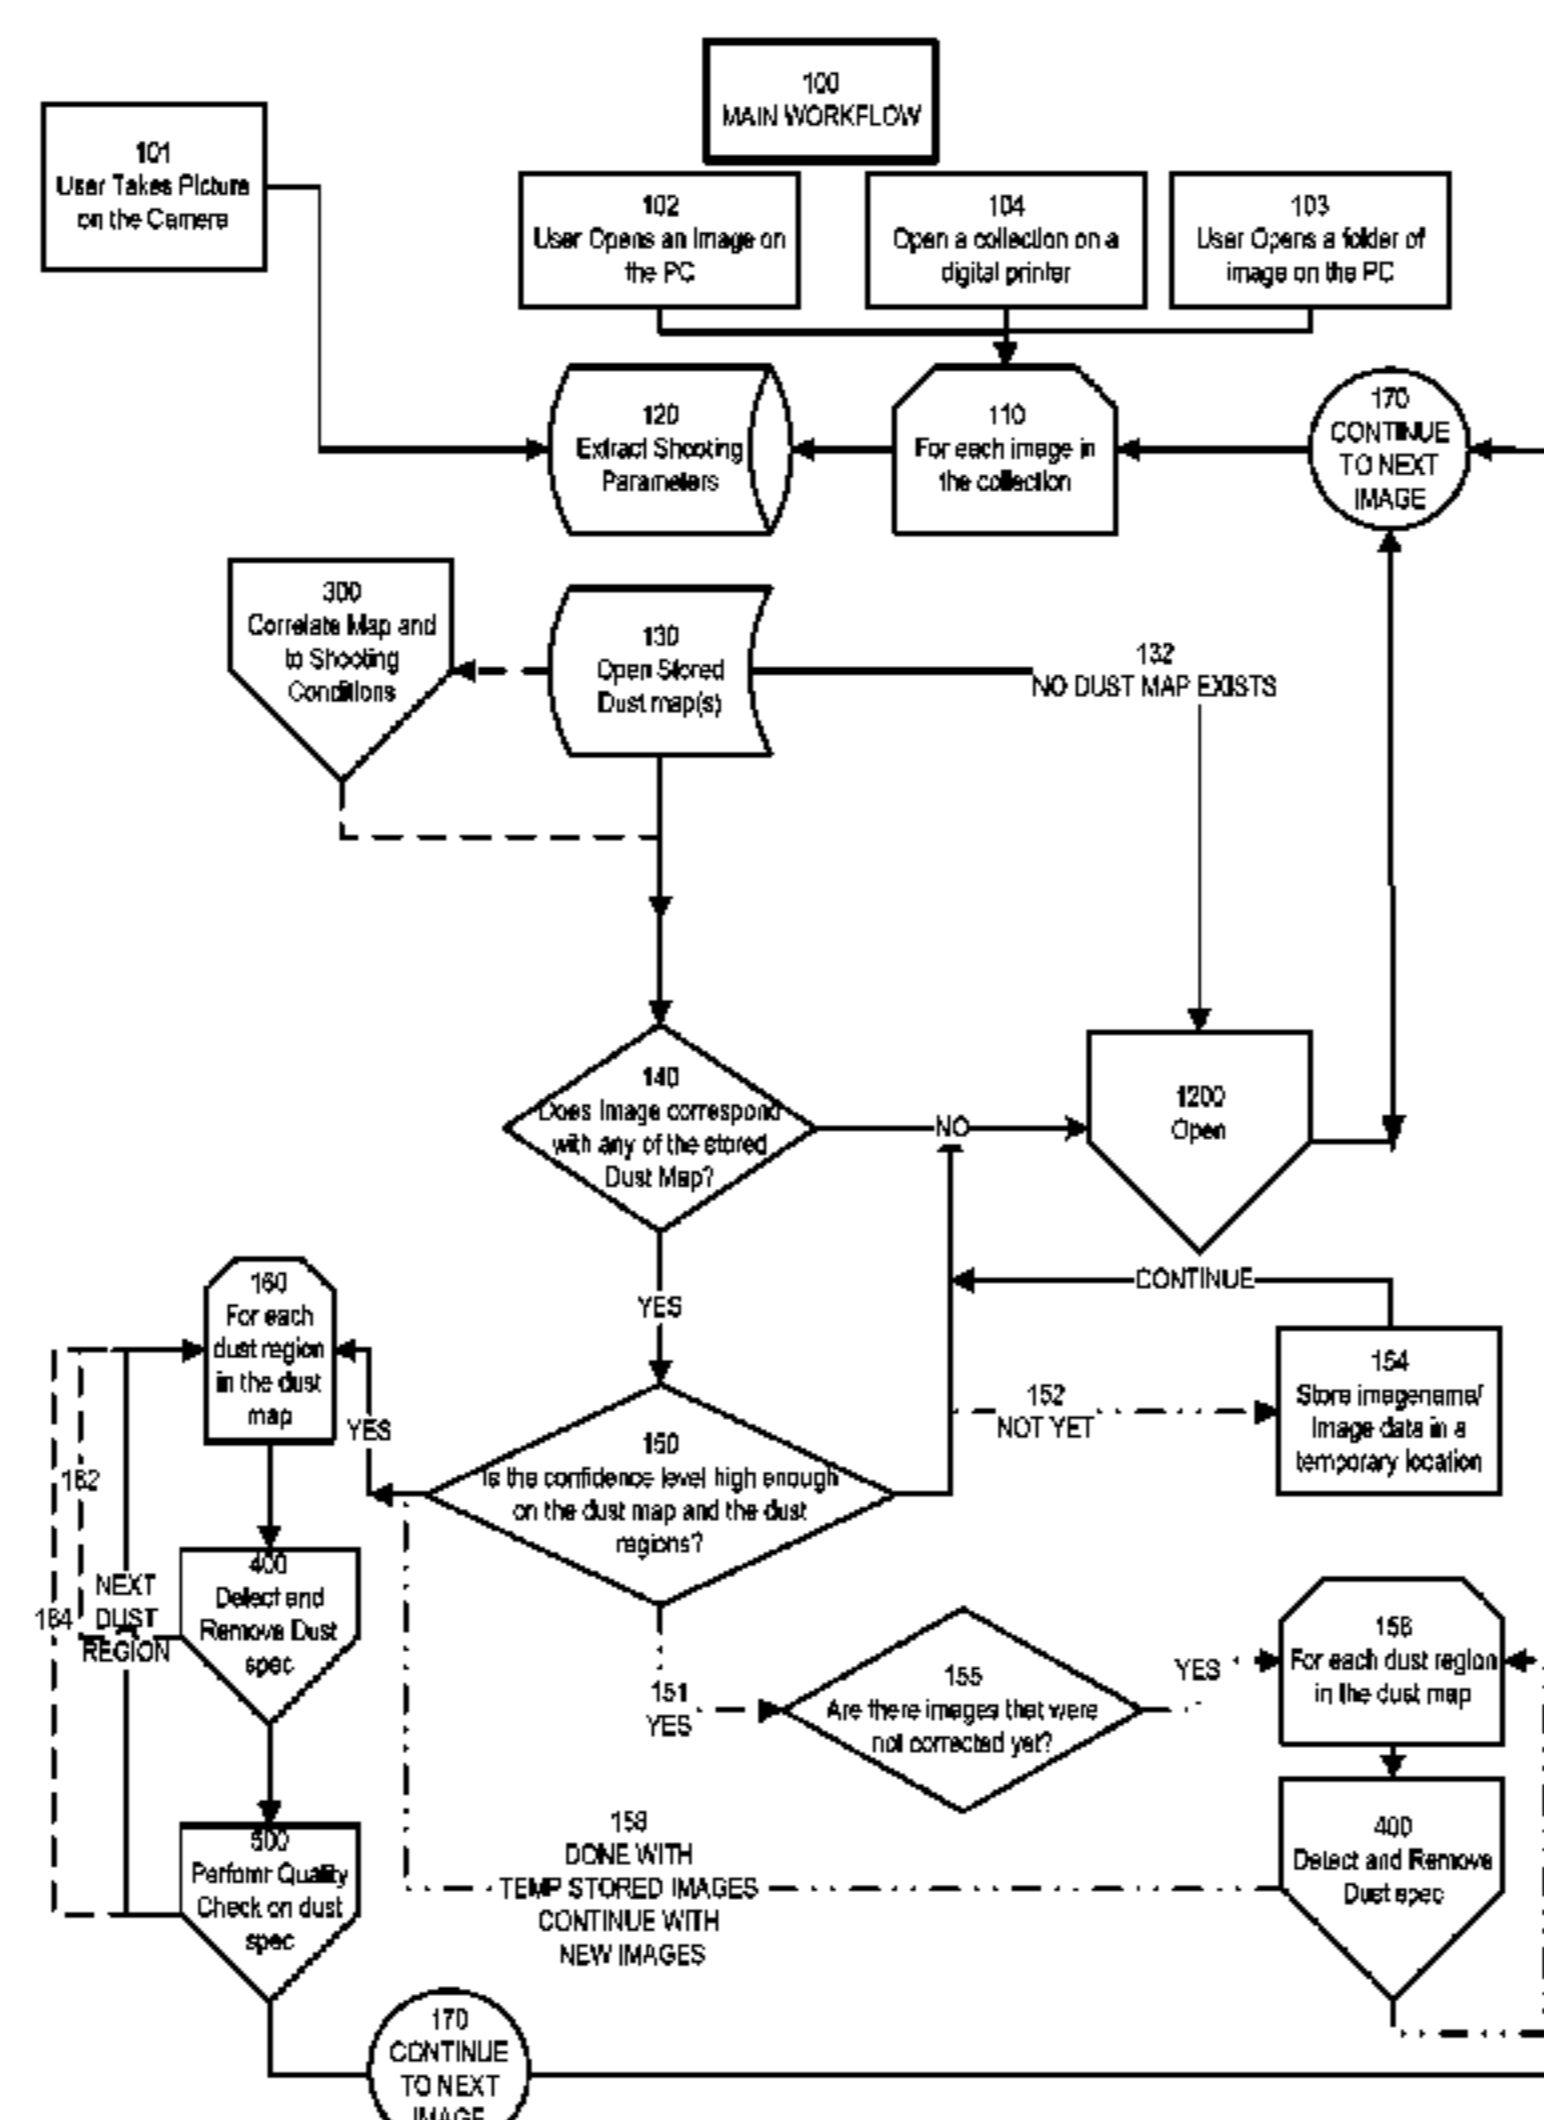 100
MAIN WORKFLOW
101
User Takes Picture
on the Camera
102
User Opens an Image on
the PC
104
Open a collection on a
digital printer
103
User Opens a folder of
image on the PC
120
Extract Shooting
Parameters
110
For each image in
the collection
170
CONTINUE
TO NEXT
IMAGE
300
Correlate Map and
to Shooting
Conditions
130
Open Stored
Dust map(s)
132
NO DUST MAP EXISTS
140
Does Image correspond
with any of the stored
Dust Map?
NO
1200
Open
YES
CONTINUE
160
For each
dust region
in the dust
map
YES
150
Is the confidence level high enough
on the dust map and the dust
regions?
152
NOT YET
154
Store imagename/
Image data in a
temporary location
162
164
NEXT
DUST
REGION
400
Detect and
Remove Dust
spec
151
YES
155
Are there images that were
not corrected yet?
YES
156
For each dust region
in the dust map
500
Perfomr Quality
Check on dust
spec
158
DONE WITH
TEMP STORED IMAGES
CONTINUE WITH
NEW IMAGES
400
Detect and Remove
Dust spec
170
CONTINUE
TO NEXT
IMAGE